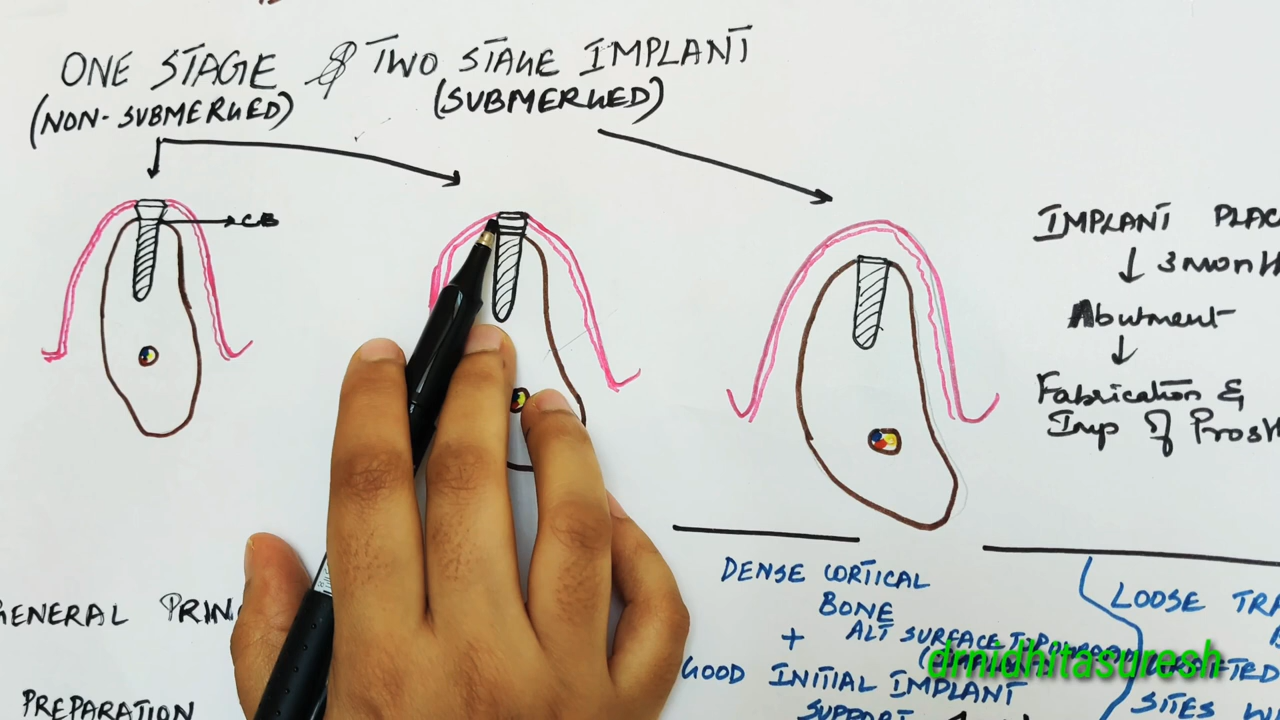 ONE STAGE & TWO STAGE IMPLANT
(NON-SUBMERGED) (SUBMERGED)
CB
IMPLANT PLAC
↓ 3 month
Abutment
↓
Fabrication &
Imp of Prosth
DENSE CORTICAL
BONE
+ ALT SURFACE
GOOD INITIAL IMPLANT
SUPPORT
LOOSE TRA
SITES WI
GENERAL PRIN
PREPARATION
drnidhitasuresh